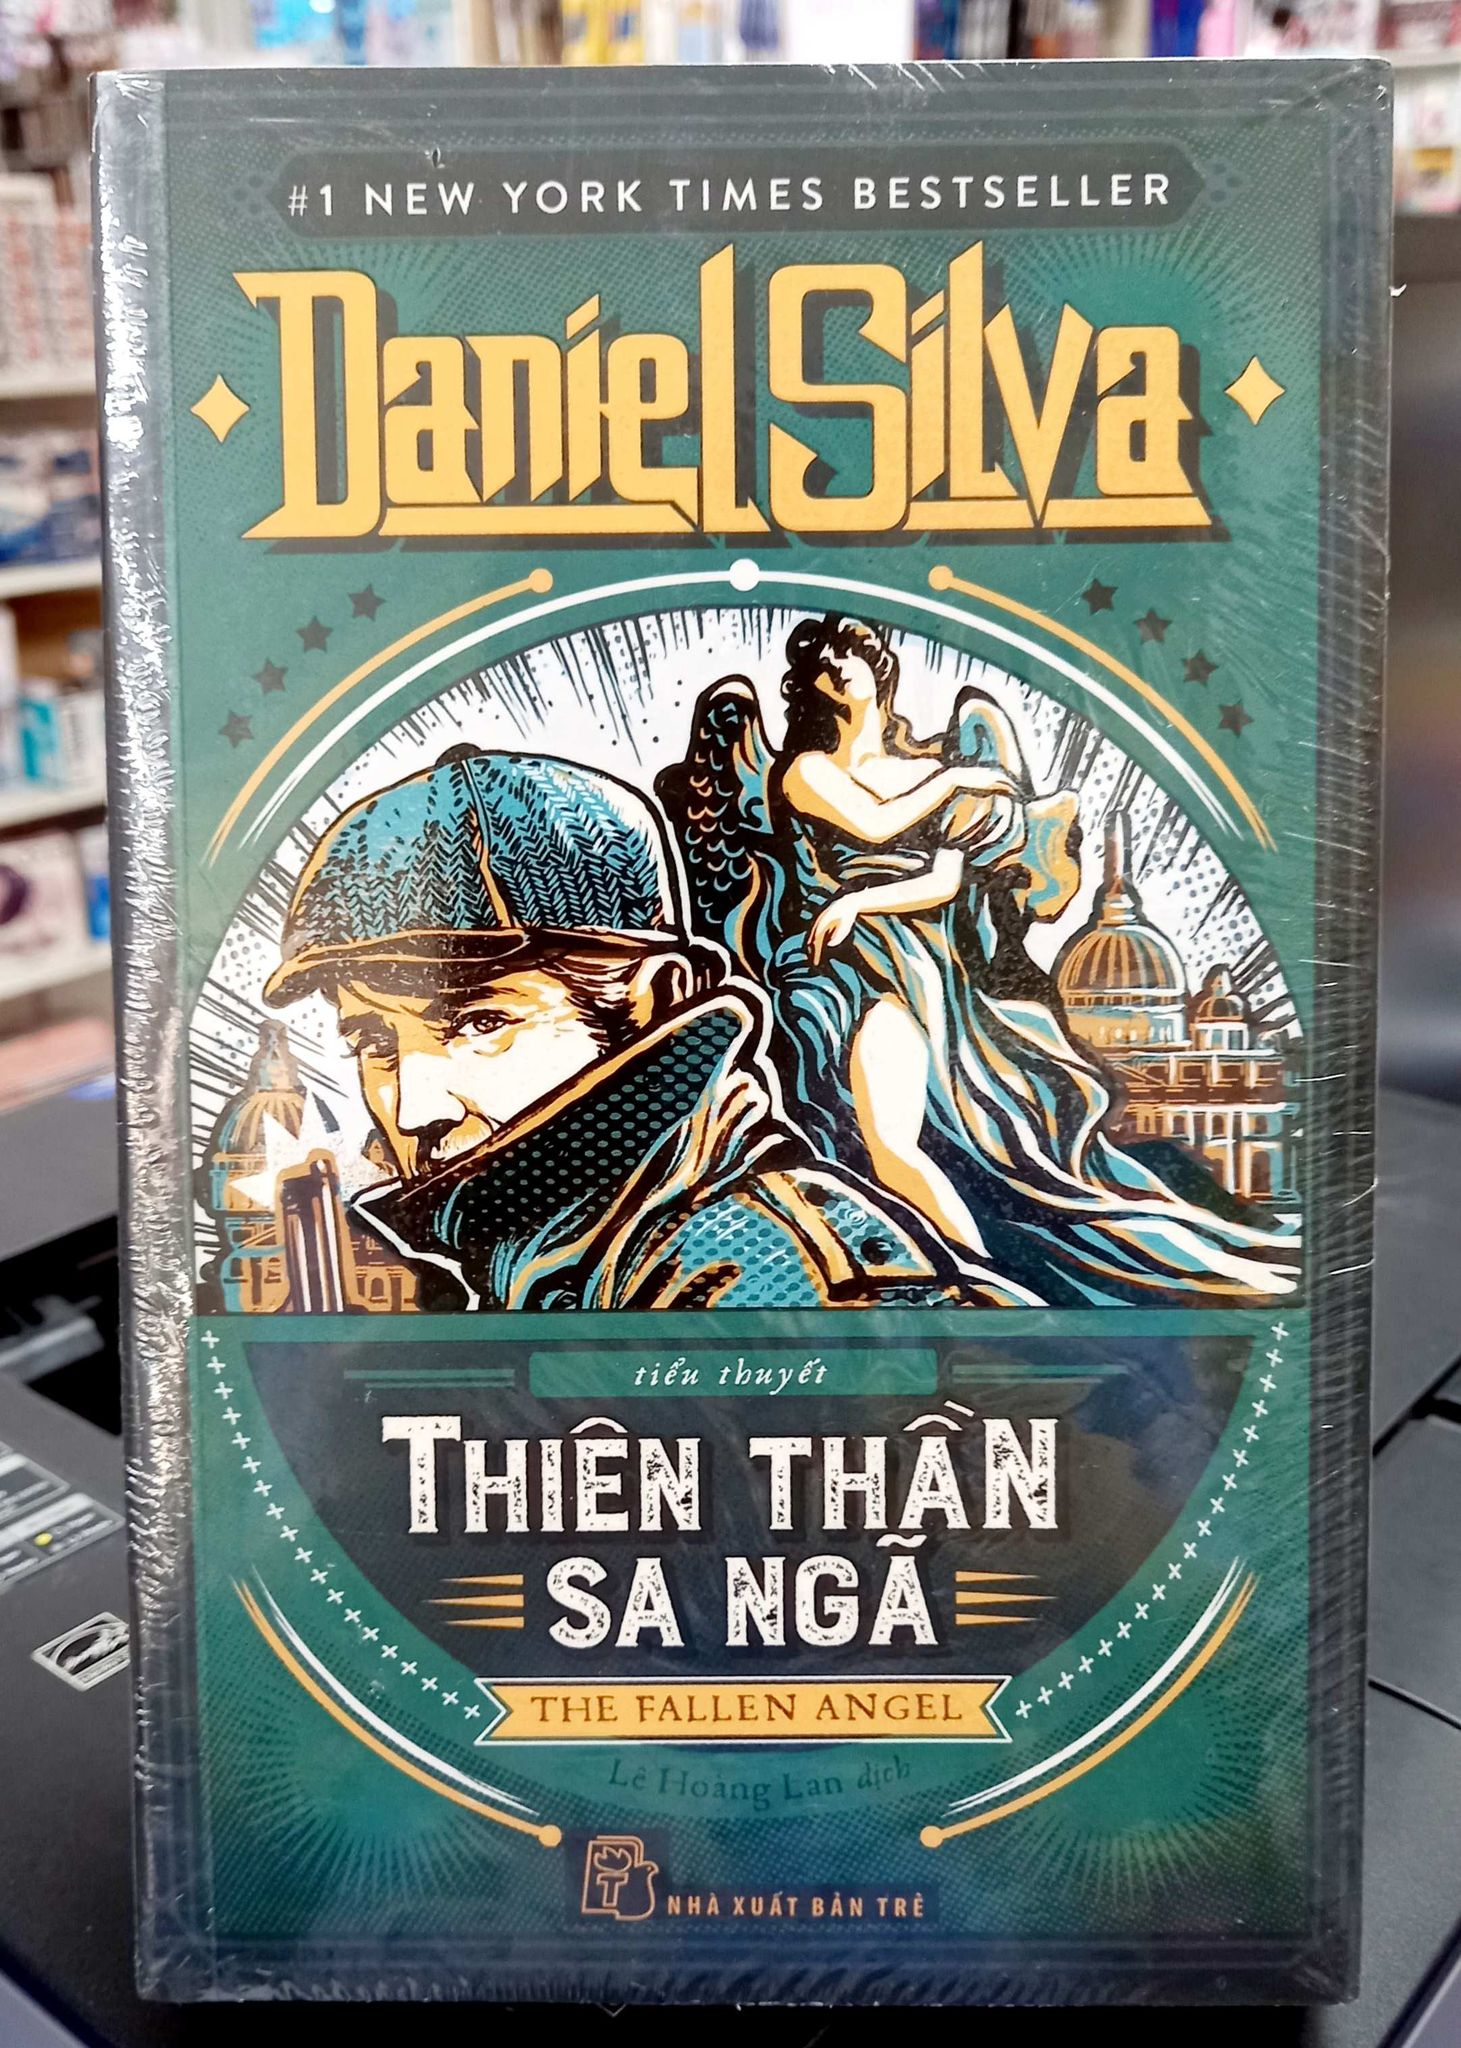 #1 NEW YORK TIMES BESTSELLER
Daniel Silva
tiểu thuyết
THIÊN THẦN
SA NGÃ
THE FALLEN ANGEL
Lê Hoàng Lan dịch
NHÀ XUẤT BẢN TRẺ